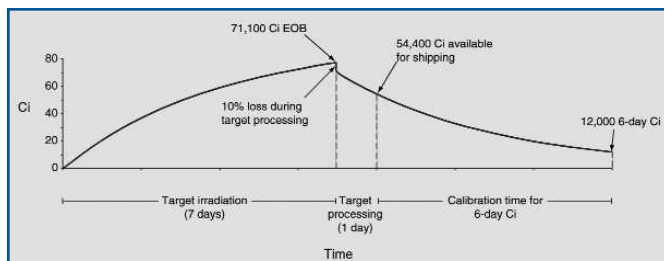 71,100 Ci EOB
54,400 Ci available
for shipping
80
60
40
20
0
Ci
10% loss during
target processing
12,000 6-day Ci
Target irradiation
(7 days)
Target
processing
(1 day)
Calibration time for
6-day Ci
Time